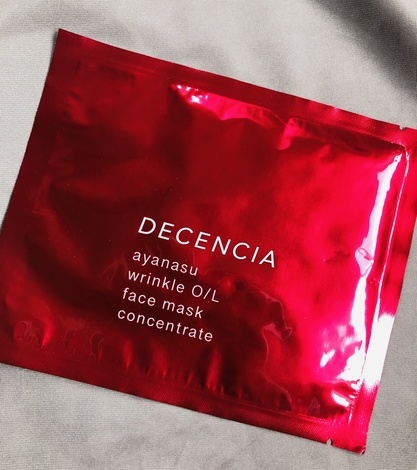 DECENCIA
ayanasu
wrinkle O/L
face mask
concentrate